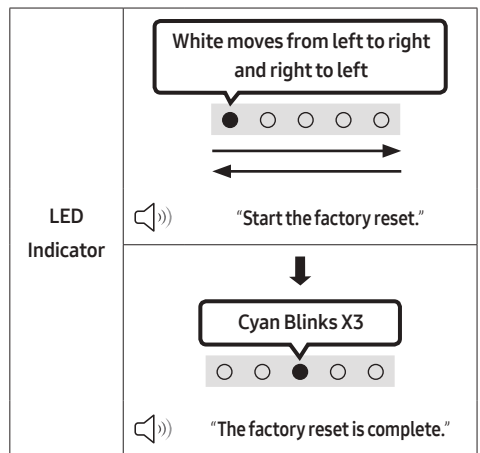 White moves from left to right
and right to left
LED
Indicator
"Start the factory reset."
Cyan Blinks X3
"The factory reset is complete."